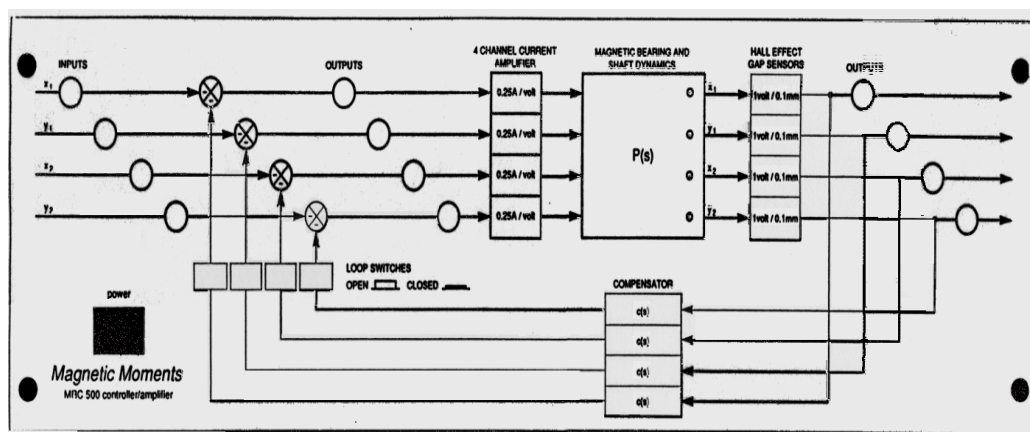 4 CHANNEL CURRENT
AMPLIFIER
MAGNETIC BEARING AND
SHAFT DYNAMICS
HALL EFFECT
GAP SENSORS
INPUTS
OUTPUTS
OUTPUTS
x1
0.25A / volt
x1
1volt / 0.1mm
y1
0.25A / volt
y1
1volt / 0.1mm
P(s)
x2
0.25A / volt
x2
1volt / 0.1mm
y2
0.25A / volt
y2
1volt / 0.1mm
LOOP SWITCHES
OPEN CLOSED
COMPENSATOR
power
c(s)
c(s)
c(s)
c(s)
Magnetic Moments
MBC 500 controller/amplifier